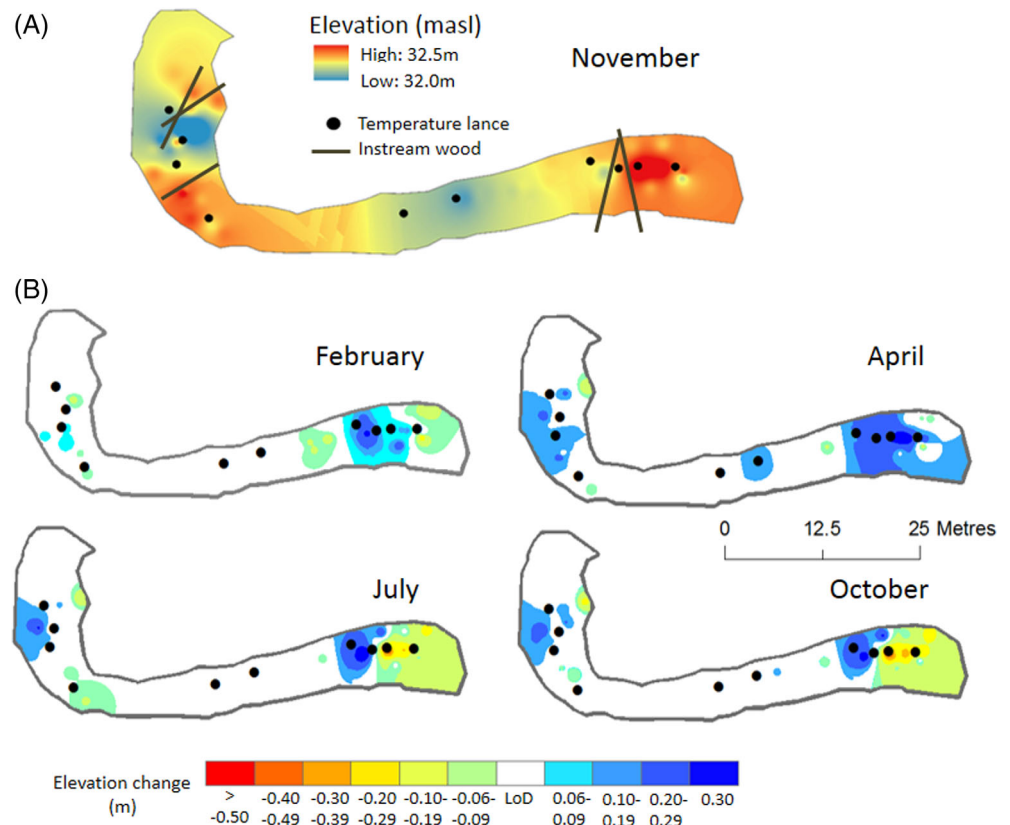 (A)
Elevation (masl)
High: 32.5m
Low: 32.0m
November
Temperature lance
Instream wood
(B)
February
April
0 12.5 25 Metres
July
October
Elevation change
(m)
> -0.40 -0.30 -0.20 -0.10- -0.06- LoD 0.06- 0.10- 0.20- 0.30
-0.50 -0.49 -0.39 -0.29 -0.19 -0.09 0.09 0.19 0.29